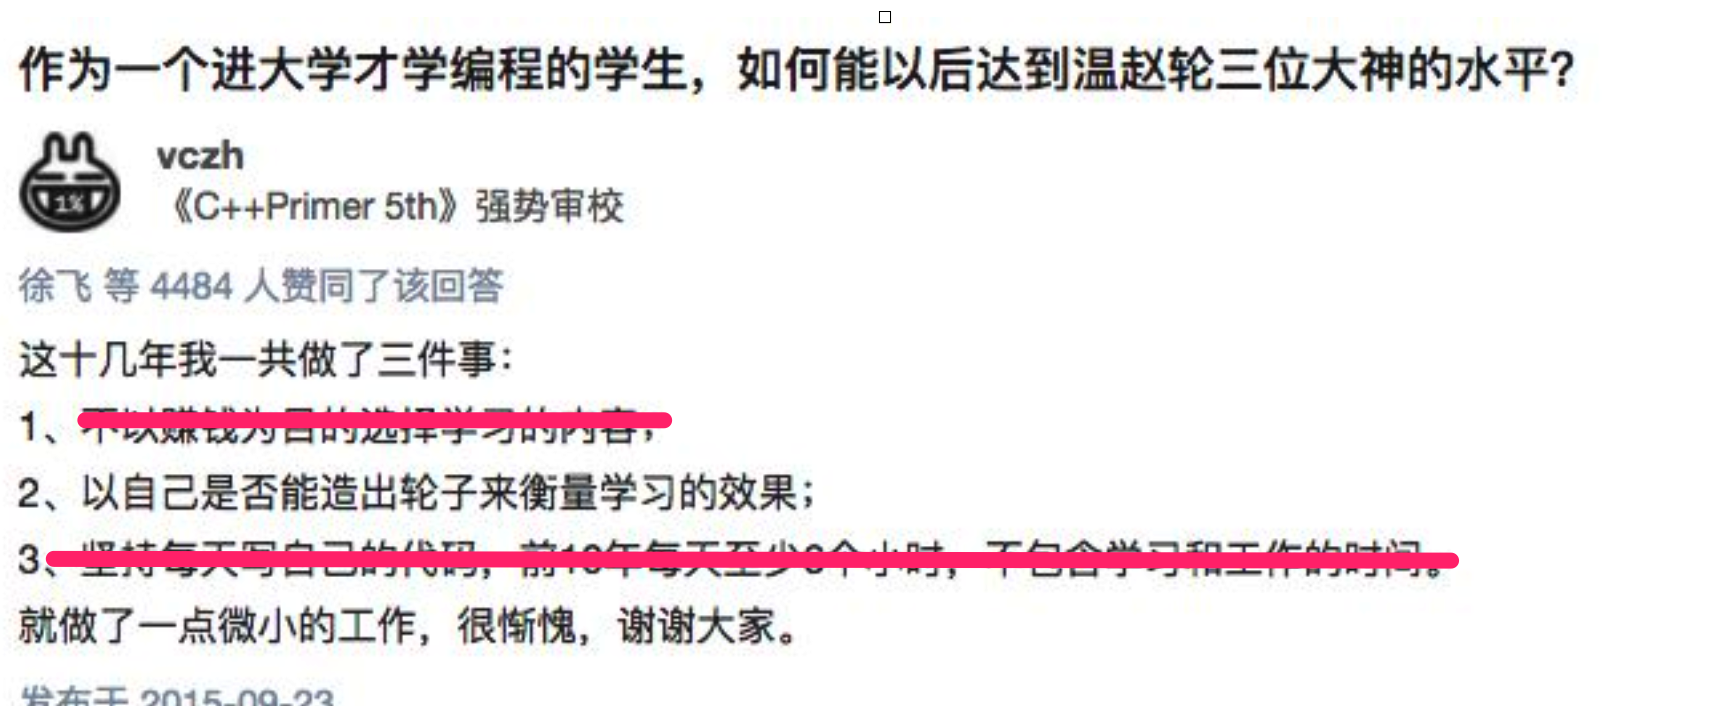 作为一个进大学才学编程的学生，如何能以后达到温赵轮三位大神的水平？
1%
vczh
《C++Primer 5th》强势审校
徐飞 等 4484 人赞同了该回答
这十几年我一共做了三件事：
1、不以赚钱为目的选择学习的内容；
2、以自己是否能造出轮子来衡量学习的效果；
3、坚持每天写自己的代码，前10年每天至少8个小时，不包含学习和工作的时间。
就做了一点微小的工作，很惭愧，谢谢大家。
发布于 2015-09-23